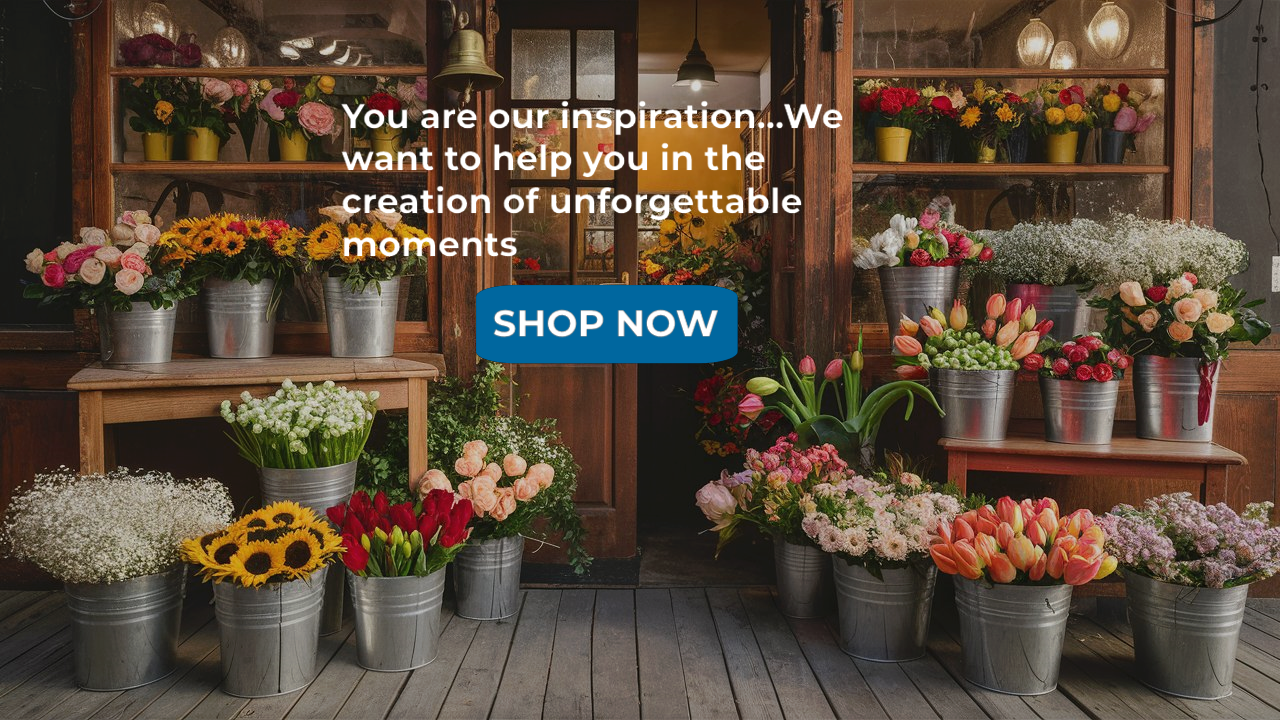 You are our inspiration...We
want to help you in the
creation of unforgettable
moments
SHOP NOW